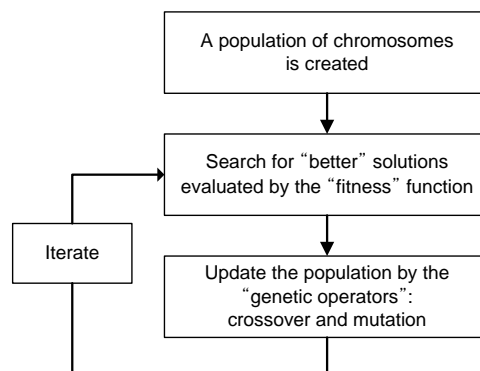 A population of chromosomes
is created
Search for “better” solutions
evaluated by the “fitness” function
Iterate
Update the population by the
“genetic operators”:
crossover and mutation